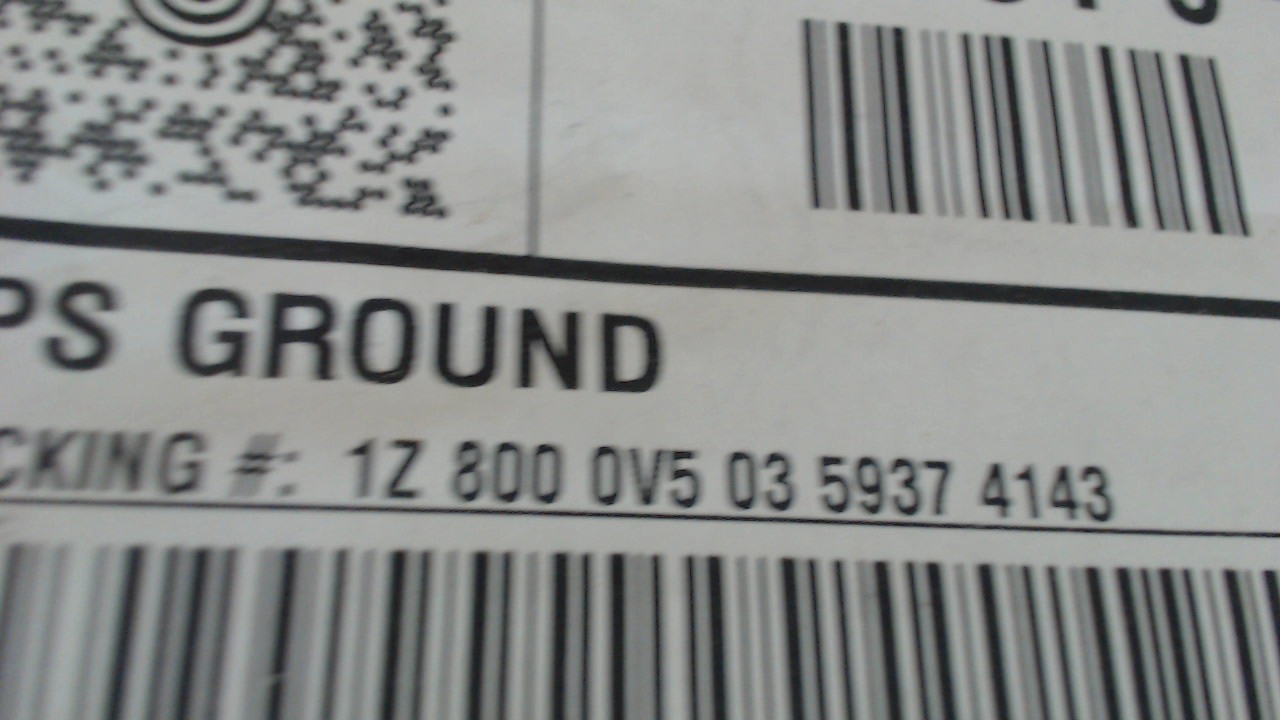 PS GROUND
CKING #: 1Z 800 0V5 03 5937 4143